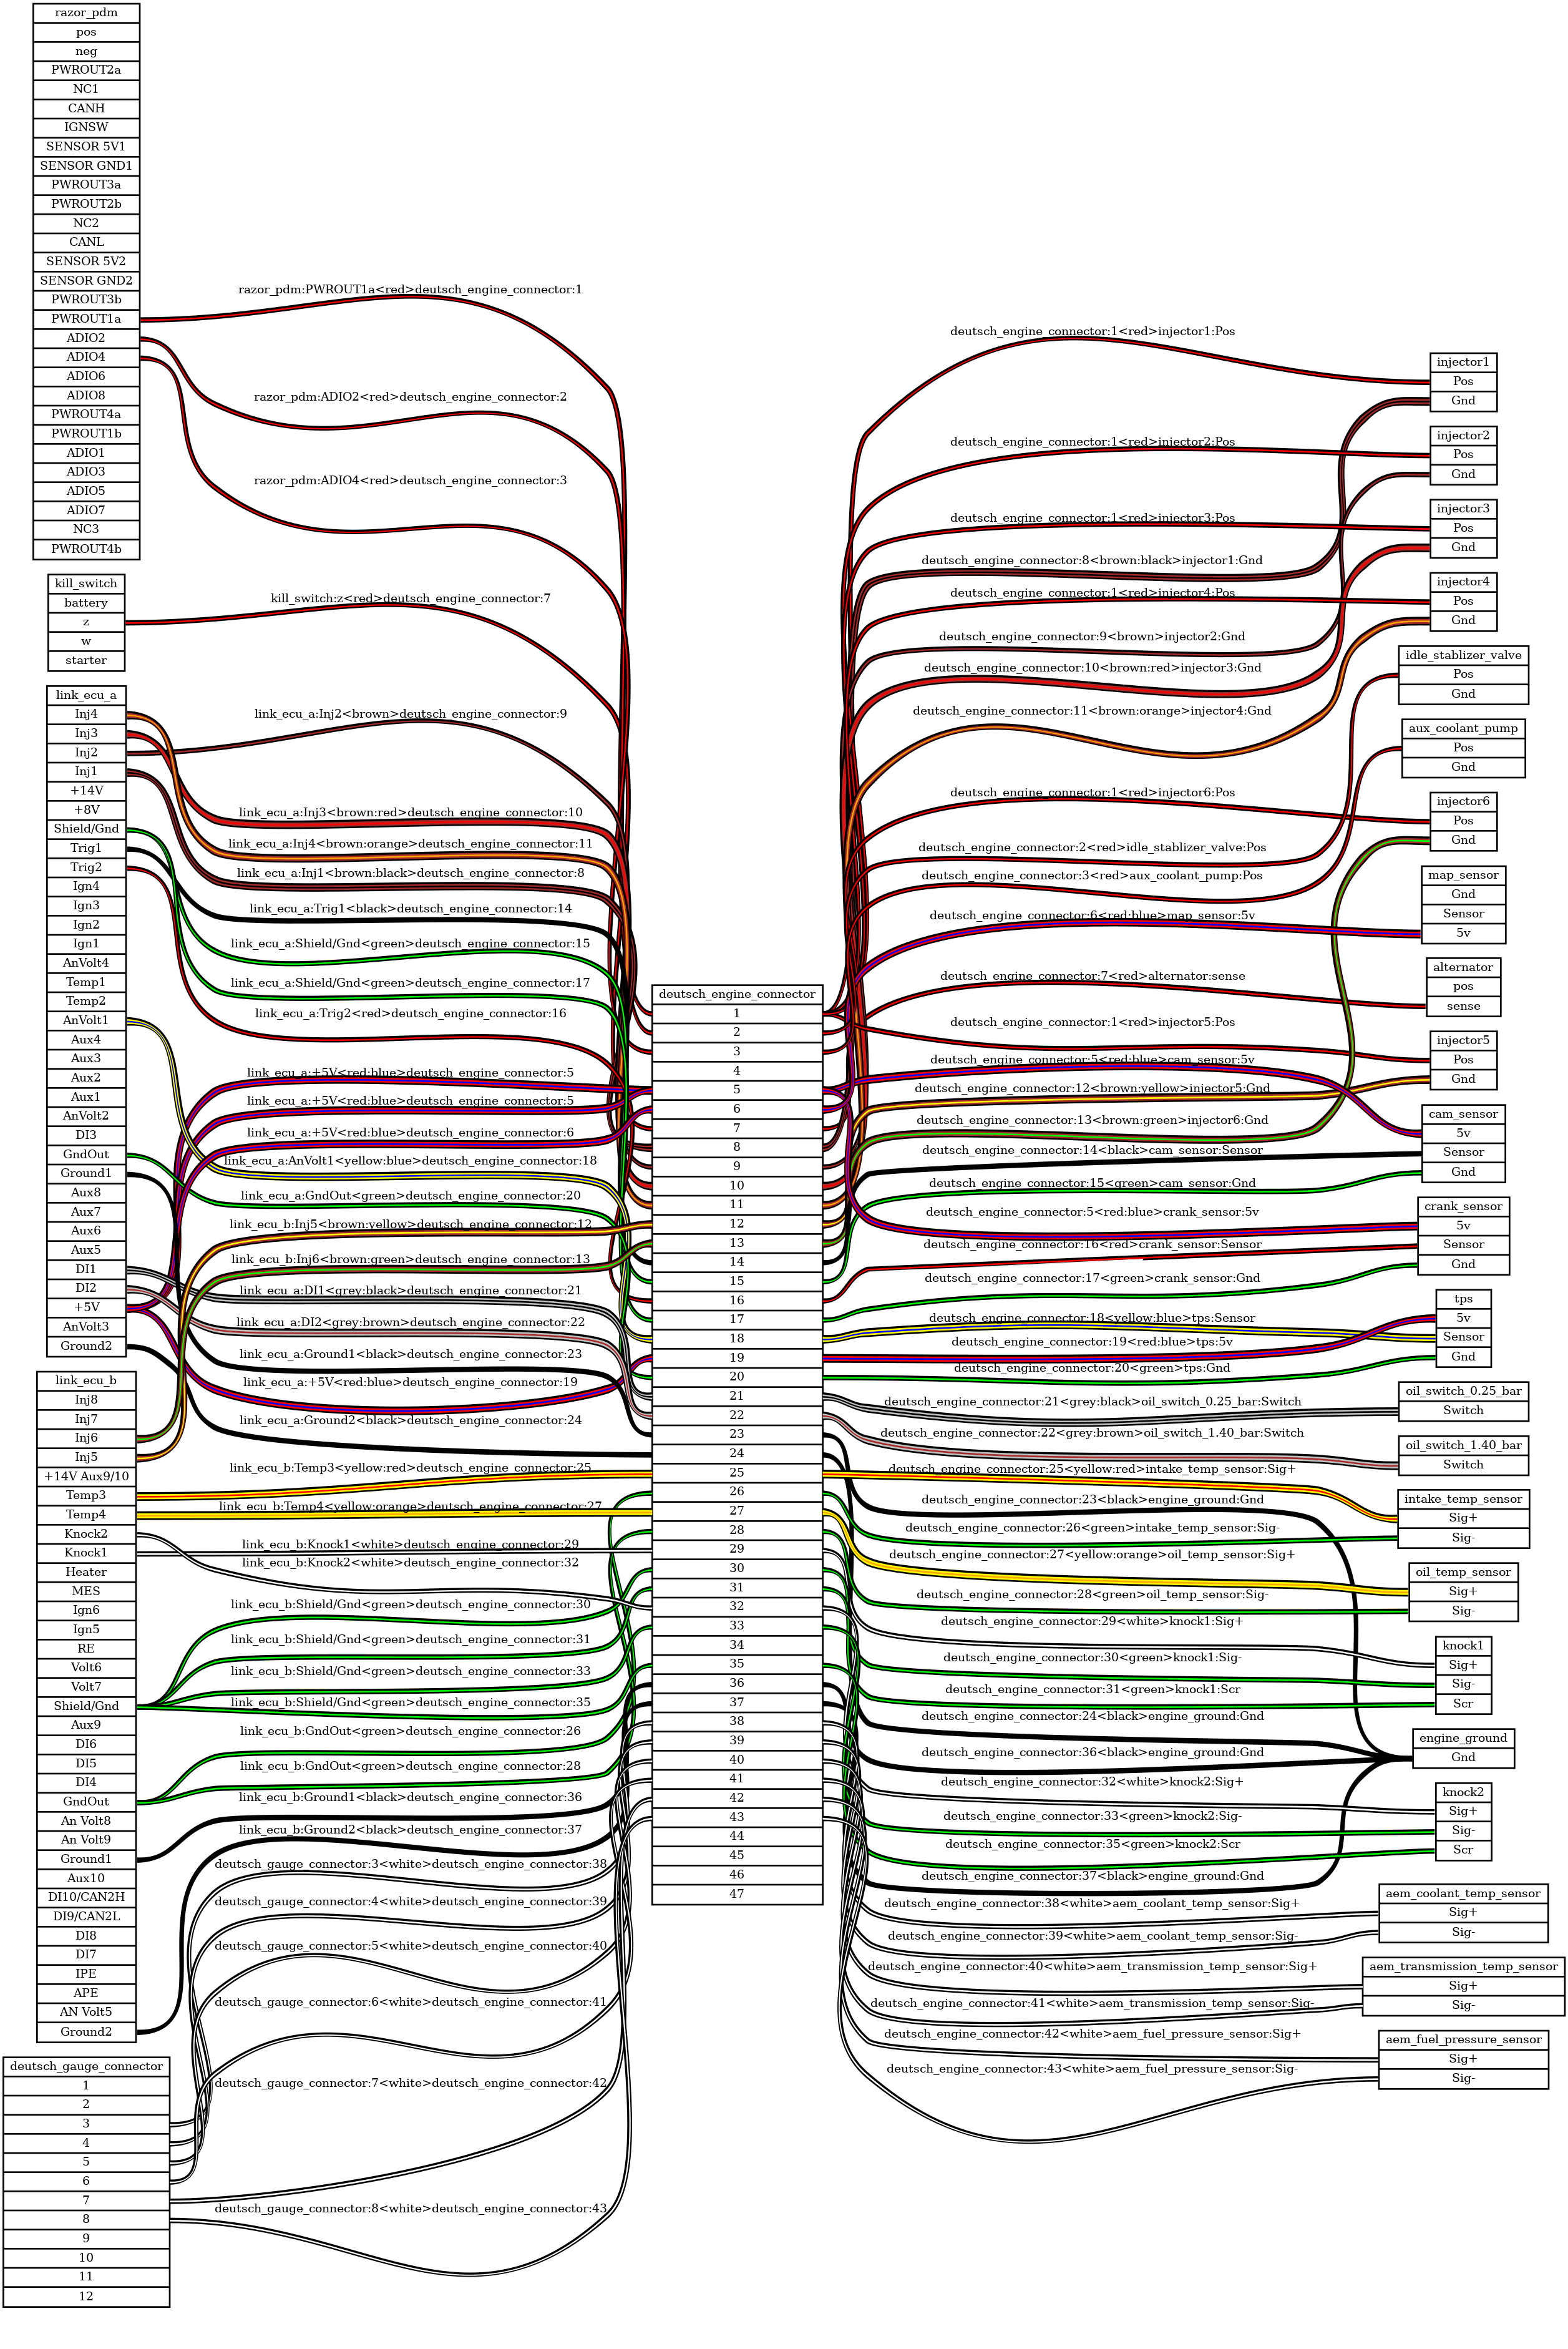 razor_pdm
pos
neg
PWROUT2a
NC1
CANH
IGNSW
SENSOR 5V1
SENSOR GND1
PWROUT3a
PWROUT2b
NC2
CANL
SENSOR 5V2
SENSOR GND2
PWROUT3b
PWROUT1a
ADIO2
ADIO4
ADIO6
ADIO8
PWROUT4a
PWROUT1b
ADIO1
ADIO3
ADIO5
ADIO7
NC3
PWROUT4b
kill_switch
battery
z
w
starter
link_ecu_a
Inj4
Inj3
Inj2
Inj1
+14V
+8V
Shield/Gnd
Trig1
Trig2
Ign4
Ign3
Ign2
Ign1
AnVolt4
Temp1
Temp2
AnVolt1
Aux4
Aux3
Aux2
Aux1
AnVolt2
DI3
GndOut
Ground1
Aux8
Aux7
Aux6
Aux5
DI1
DI2
+5V
AnVolt3
Ground2
link_ecu_b
Inj8
Inj7
Inj6
Inj5
+14V Aux9/10
Temp3
Temp4
Knock2
Knock1
Heater
MES
Ign6
Ign5
RE
Volt6
Volt7
Shield/Gnd
Aux9
DI6
DI5
DI4
GndOut
An Volt8
An Volt9
Ground1
Aux10
DI10/CAN2H
DI9/CAN2L
DI8
DI7
IPE
APE
AN Volt5
Ground2
deutsch_gauge_connector
1
2
3
4
5
6
7
8
9
10
11
12
razor_pdm:PWROUT1a<red>deutsch_engine_connector:1
razor_pdm:ADIO2<red>deutsch_engine_connector:2
razor_pdm:ADIO4<red>deutsch_engine_connector:3
kill_switch:z<red>deutsch_engine_connector:7
link_ecu_a:Inj2<brown>deutsch_engine_connector:9
link_ecu_a:Inj3<brown:red>deutsch_engine_connector:10
link_ecu_a:Inj4<brown:orange>deutsch_engine_connector:11
link_ecu_a:Inj1<brown:black>deutsch_engine_connector:8
link_ecu_a:Trig1<black>deutsch_engine_connector:14
link_ecu_a:Shield/Gnd<green>deutsch_engine_connector:15
link_ecu_a:Shield/Gnd<green>deutsch_engine_connector:17
link_ecu_a:Trig2<red>deutsch_engine_connector:16
link_ecu_a:+5V<red:blue>deutsch_engine_connector:5
link_ecu_a:+5V<red:blue>deutsch_engine_connector:5
link_ecu_a:+5V<red:blue>deutsch_engine_connector:6
link_ecu_a:AnVolt1<yellow:blue>deutsch_engine_connector:18
link_ecu_a:GndOut<green>deutsch_engine_connector:20
link_ecu_b:Inj5<brown:yellow>deutsch_engine_connector:12
link_ecu_b:Inj6<brown:green>deutsch_engine_connector:13
link_ecu_a:DI1<grey:black>deutsch_engine_connector:21
link_ecu_a:DI2<grey:brown>deutsch_engine_connector:22
link_ecu_a:Ground1<black>deutsch_engine_connector:23
link_ecu_a:+5V<red:blue>deutsch_engine_connector:19
link_ecu_a:Ground2<black>deutsch_engine_connector:24
link_ecu_b:Temp3<yellow:red>deutsch_engine_connector:25
link_ecu_b:Temp4<yellow:orange>deutsch_engine_connector:27
link_ecu_b:Knock1<white>deutsch_engine_connector:29
link_ecu_b:Knock2<white>deutsch_engine_connector:32
link_ecu_b:Shield/Gnd<green>deutsch_engine_connector:30
link_ecu_b:Shield/Gnd<green>deutsch_engine_connector:31
link_ecu_b:Shield/Gnd<green>deutsch_engine_connector:33
link_ecu_b:Shield/Gnd<green>deutsch_engine_connector:35
link_ecu_b:GndOut<green>deutsch_engine_connector:26
link_ecu_b:GndOut<green>deutsch_engine_connector:28
link_ecu_b:Ground1<black>deutsch_engine_connector:36
link_ecu_b:Ground2<black>deutsch_engine_connector:37
deutsch_gauge_connector:3<white>deutsch_engine_connector:38
deutsch_gauge_connector:4<white>deutsch_engine_connector:39
deutsch_gauge_connector:5<white>deutsch_engine_connector:40
deutsch_gauge_connector:6<white>deutsch_engine_connector:41
deutsch_gauge_connector:7<white>deutsch_engine_connector:42
deutsch_gauge_connector:8<white>deutsch_engine_connector:43
deutsch_engine_connector
1
2
3
4
5
6
7
8
9
10
11
12
13
14
15
16
17
18
19
20
21
22
23
24
25
26
27
28
29
30
31
32
33
34
35
36
37
38
39
40
41
42
43
44
45
46
47
deutsch_engine_connector:1<red>injector1:Pos
deutsch_engine_connector:1<red>injector2:Pos
deutsch_engine_connector:1<red>injector3:Pos
deutsch_engine_connector:8<brown:black>injector1:Gnd
deutsch_engine_connector:1<red>injector4:Pos
deutsch_engine_connector:9<brown>injector2:Gnd
deutsch_engine_connector:10<brown:red>injector3:Gnd
deutsch_engine_connector:11<brown:orange>injector4:Gnd
deutsch_engine_connector:1<red>injector6:Pos
deutsch_engine_connector:2<red>idle_stablizer_valve:Pos
deutsch_engine_connector:3<red>aux_coolant_pump:Pos
deutsch_engine_connector:6<red:blue>map_sensor:5v
deutsch_engine_connector:7<red>alternator:sense
deutsch_engine_connector:1<red>injector5:Pos
deutsch_engine_connector:5<red:blue>cam_sensor:5v
deutsch_engine_connector:12<brown:yellow>injector5:Gnd
deutsch_engine_connector:13<brown:green>injector6:Gnd
deutsch_engine_connector:14<black>cam_sensor:Sensor
deutsch_engine_connector:15<green>cam_sensor:Gnd
deutsch_engine_connector:5<red:blue>crank_sensor:5v
deutsch_engine_connector:16<red>crank_sensor:Sensor
deutsch_engine_connector:17<green>crank_sensor:Gnd
deutsch_engine_connector:18<yellow:blue>tps:Sensor
deutsch_engine_connector:19<red:blue>tps:5v
deutsch_engine_connector:20<green>tps:Gnd
deutsch_engine_connector:21<grey:black>oil_switch_0.25_bar:Switch
deutsch_engine_connector:22<grey:brown>oil_switch_1.40_bar:Switch
deutsch_engine_connector:25<yellow:red>intake_temp_sensor:Sig+
deutsch_engine_connector:23<black>engine_ground:Gnd
deutsch_engine_connector:26<green>intake_temp_sensor:Sig-
deutsch_engine_connector:27<yellow:orange>oil_temp_sensor:Sig+
deutsch_engine_connector:28<green>oil_temp_sensor:Sig-
deutsch_engine_connector:29<white>knock1:Sig+
deutsch_engine_connector:30<green>knock1:Sig-
deutsch_engine_connector:31<green>knock1:Scr
deutsch_engine_connector:24<black>engine_ground:Gnd
deutsch_engine_connector:36<black>engine_ground:Gnd
deutsch_engine_connector:32<white>knock2:Sig+
deutsch_engine_connector:33<green>knock2:Sig-
deutsch_engine_connector:35<green>knock2:Scr
deutsch_engine_connector:37<black>engine_ground:Gnd
deutsch_engine_connector:38<white>aem_coolant_temp_sensor:Sig+
deutsch_engine_connector:39<white>aem_coolant_temp_sensor:Sig-
deutsch_engine_connector:40<white>aem_transmission_temp_sensor:Sig+
deutsch_engine_connector:41<white>aem_transmission_temp_sensor:Sig-
deutsch_engine_connector:42<white>aem_fuel_pressure_sensor:Sig+
deutsch_engine_connector:43<white>aem_fuel_pressure_sensor:Sig-
injector1
Pos
Gnd
injector2
Pos
Gnd
injector3
Pos
Gnd
injector4
Pos
Gnd
idle_stablizer_valve
Pos
Gnd
aux_coolant_pump
Pos
Gnd
injector6
Pos
Gnd
map_sensor
Gnd
Sensor
5v
alternator
pos
sense
injector5
Pos
Gnd
cam_sensor
5v
Sensor
Gnd
crank_sensor
5v
Sensor
Gnd
tps
5v
Sensor
Gnd
oil_switch_0.25_bar
Switch
oil_switch_1.40_bar
Switch
intake_temp_sensor
Sig+
Sig-
oil_temp_sensor
Sig+
Sig-
knock1
Sig+
Sig-
Scr
engine_ground
Gnd
knock2
Sig+
Sig-
Scr
aem_coolant_temp_sensor
Sig+
Sig-
aem_transmission_temp_sensor
Sig+
Sig-
aem_fuel_pressure_sensor
Sig+
Sig-